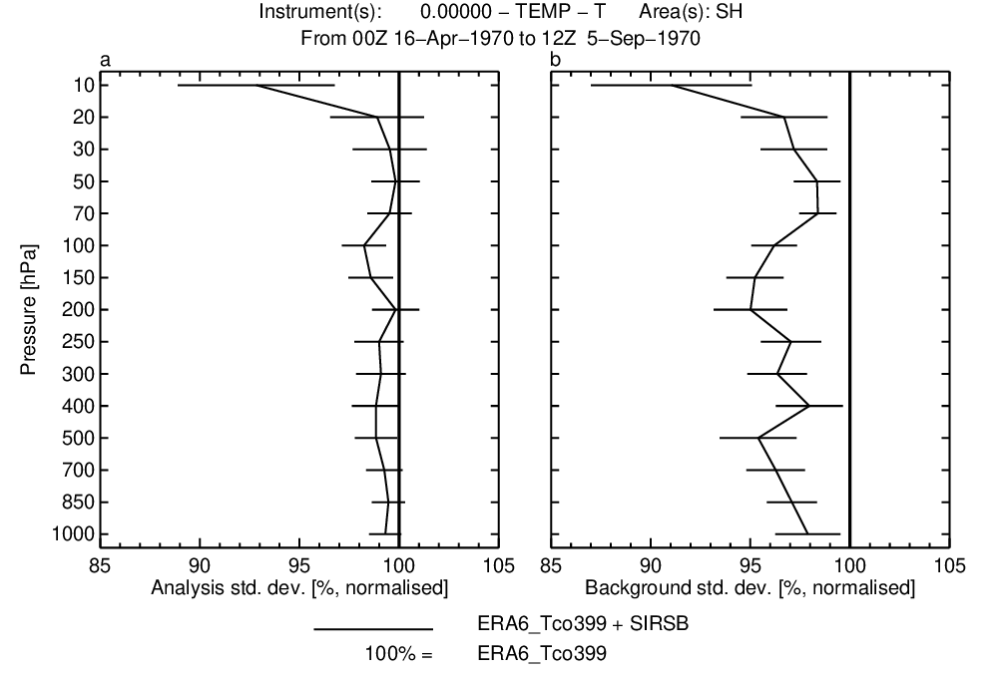 Instrument(s): 0.00000 – TEMP – T Area(s): SH
From 00Z 16–Apr–1970 to 12Z 5–Sep–1970
a
b
10
20
30
50
70
100
150
200
250
300
400
500
700
850
1000
Pressure [hPa]
85 90 95 100 105
85 90 95 100 105
Analysis std. dev. [%, normalised]
Background std. dev. [%, normalised]
ERA6_Tco399 + SIRSB
100% = ERA6_Tco399